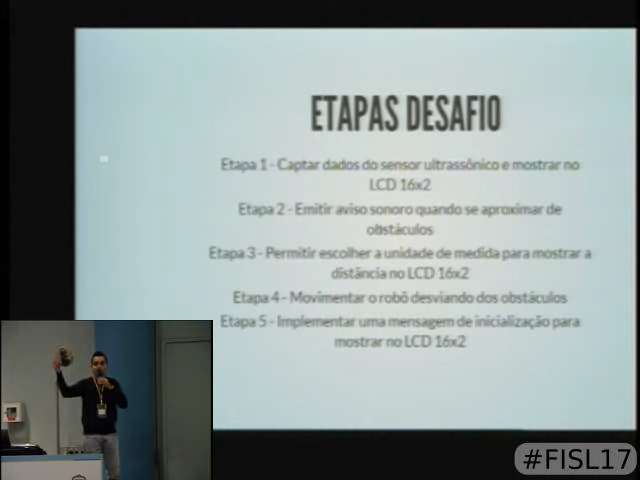 ETAPAS DESAFIO
Etapa 1 - Captar dados do sensor ultrassônico e mostrar no
LCD 16x2
Etapa 2 - Emitir aviso sonoro quando se aproximar de
obstáculos
Etapa 3 - Permitir escolher a unidade de medida para mostrar a
distância no LCD 16x2
Etapa 4 - Movimentar o robô desviando dos obstáculos
Etapa 5 - Implementar uma mensagem de inicialização para
mostrar no LCD 16x2
#FISL17